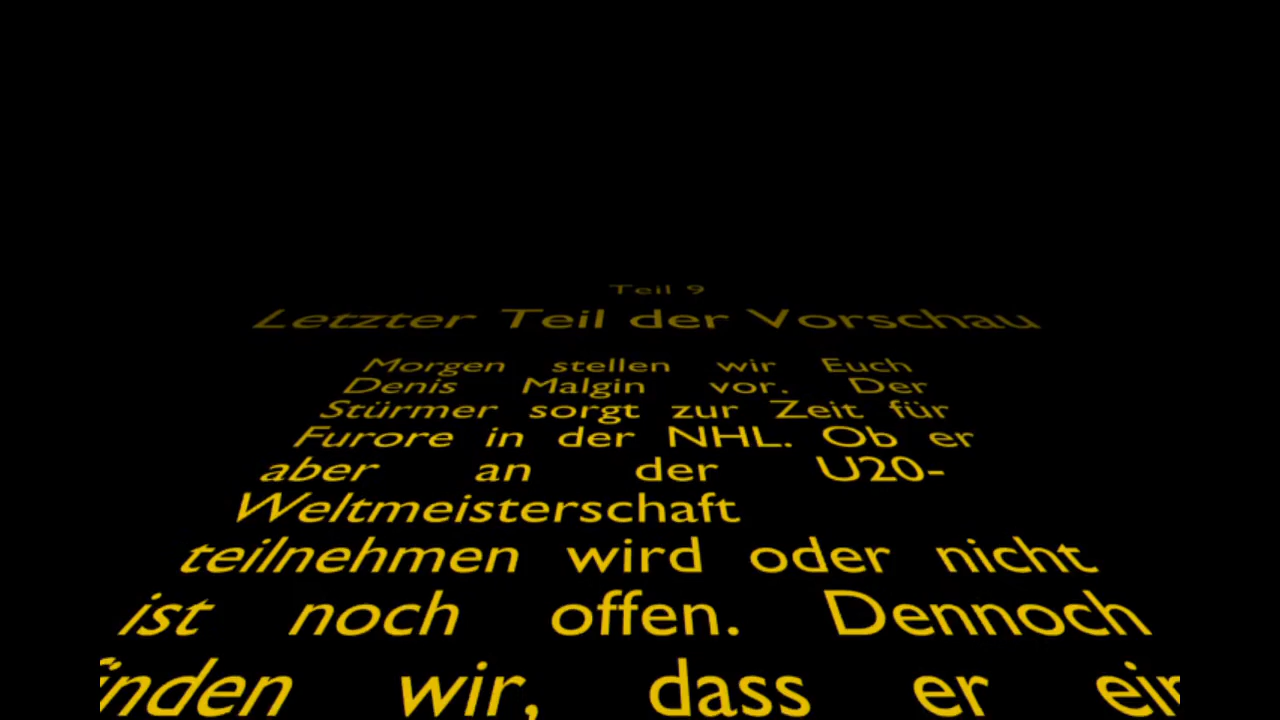 Teil 9
Letzter Teil der Vorschau
Morgen stellen wir Euch
Denis Malgin vor. Der
Stürmer sorgt zur Zeit für
Furore in der NHL. Ob er
aber an der U20-
Weltmeisterschaft
teilnehmen wird oder nicht
ist noch offen. Dennoch
wir, dass er